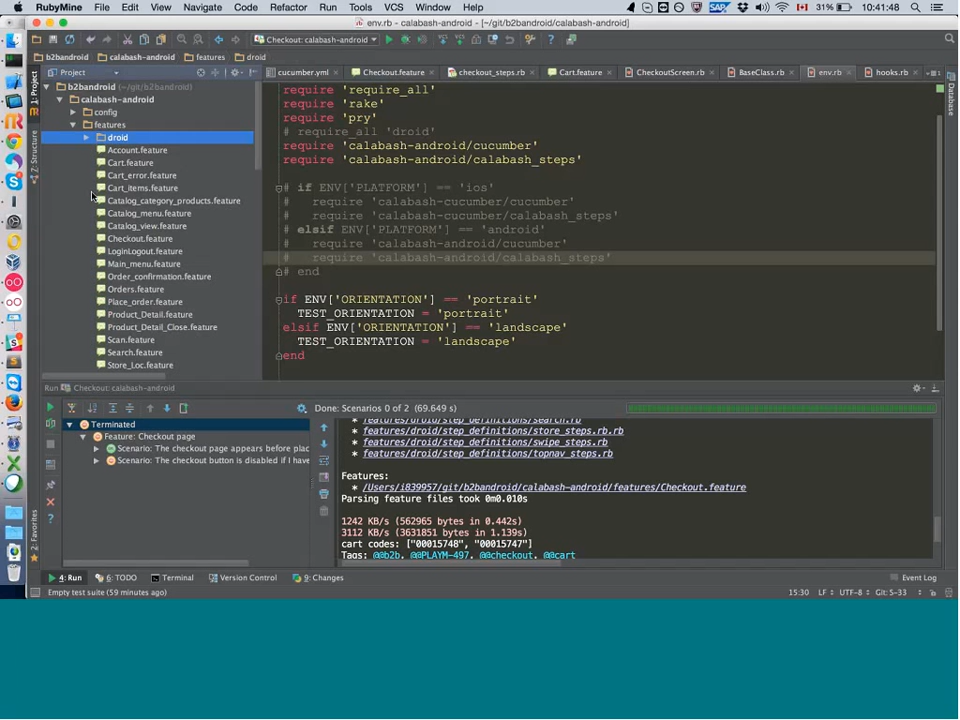 RubyMine File Edit View Navigate Code Refactor Run Tools VCS Window Help SAP 31% Fri 10:41:48
env.rb - calabash-android - [~/git/b2bandroid/calabash-android]
Checkout: calabash-android
b2bandroid calabash-android features droid
Project cucumber.yml Checkout.feature checkout_steps.rb Cart.feature CheckoutScreen.rb BaseClass.rb env.rb hooks.rb
1: Project
7: Structure
2: Favorites
Database
b2bandroid (~/git/b2bandroid)
calabash-android
config
features
droid
Account.feature
Cart.feature
Cart_error.feature
Cart_items.feature
Catalog_category_products.feature
Catalog_menu.feature
Catalog_view.feature
Checkout.feature
LoginLogout.feature
Main_menu.feature
Order_confirmation.feature
Orders.feature
Place_order.feature
Product_Detail.feature
Product_Detail_Close.feature
Scan.feature
Search.feature
Store_Loc.feature
require 'require_all'
require 'rake'
require 'pry'
# require_all 'droid'
require 'calabash-android/cucumber'
require 'calabash-android/calabash_steps'
# if ENV['PLATFORM'] == 'ios'
#   require 'calabash-cucumber/cucumber'
#   require 'calabash-cucumber/calabash_steps'
# elsif ENV['PLATFORM'] == 'android'
#   require 'calabash-android/cucumber'
#   require 'calabash-android/calabash_steps'
# end
if ENV['ORIENTATION'] == 'portrait'
TEST_ORIENTATION = 'portrait'
elsif ENV['ORIENTATION'] == 'landscape'
TEST_ORIENTATION = 'landscape'
end
Run Checkout: calabash-android
Done: Scenarios 0 of 2 (69.649 s)
Terminated
Feature: Checkout page
Scenario: The checkout page appears before plac
Scenario: The checkout button is disabled if I have
* features/droid/step_definitions/search.rb
* features/droid/step_definitions/store_steps.rb.rb
* features/droid/step_definitions/swipe_steps.rb
* features/droid/step_definitions/topnav_steps.rb
Features:
* /Users/i839957/git/b2bandroid/calabash-android/features/Checkout.feature
Parsing feature files took 0m0.010s
1242 KB/s (562965 bytes in 0.442s)
3112 KB/s (3631851 bytes in 1.139s)
cart codes: ["00015748", "00015747"]
Tags: @@b2b, @@PLAYM-497, @@checkout, @@cart
4: Run 6: TODO Terminal Version Control 9: Changes Event Log
Empty test suite (59 minutes ago) 15:30 LF UTF-8 Git: S-33